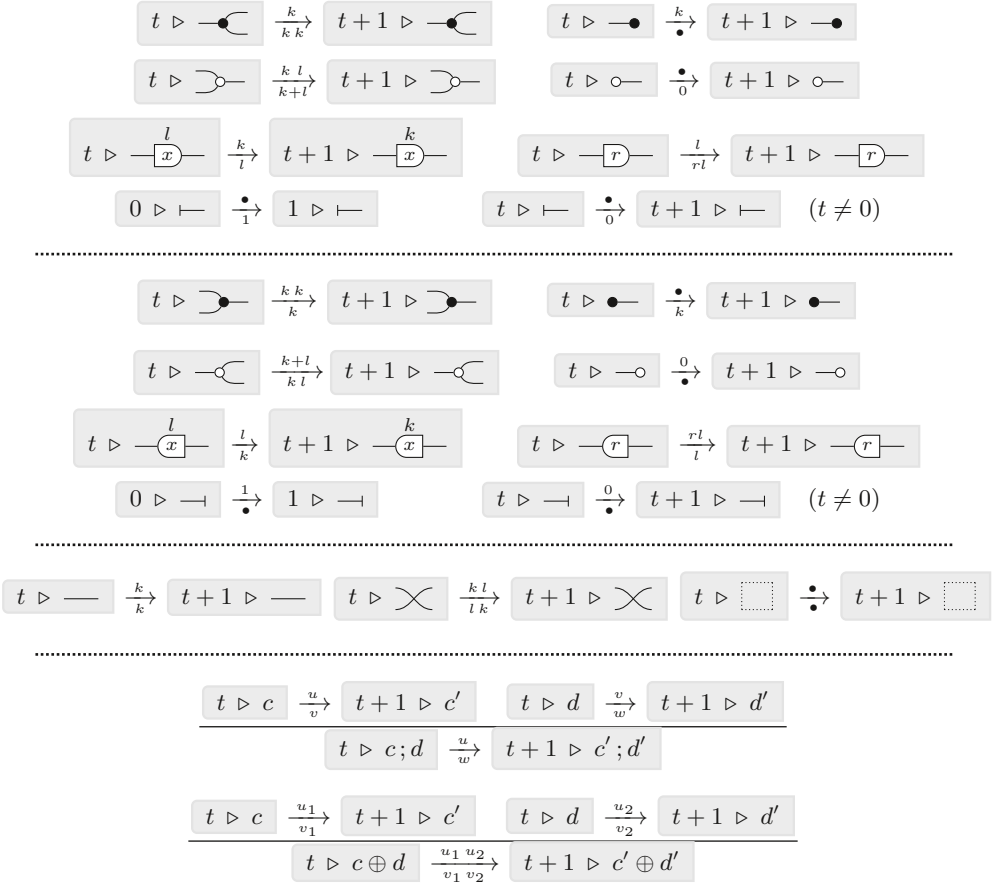 t ▷ k k k t + 1 ▷ t ▷ k • t + 1 ▷
t ▷ k l k+l t + 1 ▷ t ▷ • 0 t + 1 ▷
t ▷ l x k l t + 1 ▷ k x t ▷ r l rl t + 1 ▷ r
0 ▷ • 1 1 ▷ t ▷ • 0 t + 1 ▷ (t ≠ 0)
t ▷ k k k t + 1 ▷ t ▷ • k t + 1 ▷
t ▷ k+l k l t + 1 ▷ t ▷ 0 • t + 1 ▷
t ▷ l x l k t + 1 ▷ k x t ▷ r rl l t + 1 ▷ r
0 ▷ 1 • 1 ▷ t ▷ 0 • t + 1 ▷ (t ≠ 0)
t ▷ k k t + 1 ▷ t ▷ k l l k t + 1 ▷ t ▷ • • t + 1 ▷
t ▷ c u v t + 1 ▷ c′ t ▷ d v w t + 1 ▷ d′
t ▷ c ; d u w t + 1 ▷ c′ ; d′
t ▷ c u₁ v₁ t + 1 ▷ c′ t ▷ d u₂ v₂ t + 1 ▷ d′
t ▷ c ⊕ d u₁ u₂ v₁ v₂ t + 1 ▷ c′ ⊕ d′